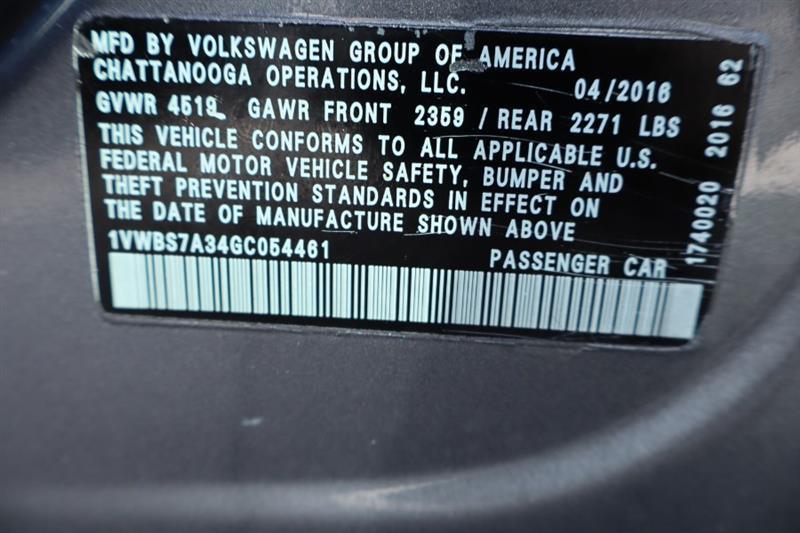 MFD BY VOLKSWAGEN GROUP OF AMERICA
CHATTANOOGA OPERATIONS, LLC. 04/2016
GVWR 4519 GAWR FRONT 2359 / REAR 2271 LBS
THIS VEHICLE CONFORMS TO ALL APPLICABLE U.S.
FEDERAL MOTOR VEHICLE SAFETY, BUMPER AND
THEFT PREVENTION STANDARDS IN EFFECT ON
THE DATE OF MANUFACTURE SHOWN ABOVE
1VWBS7A34GC054461 PASSENGER CAR
1740020 2016 62